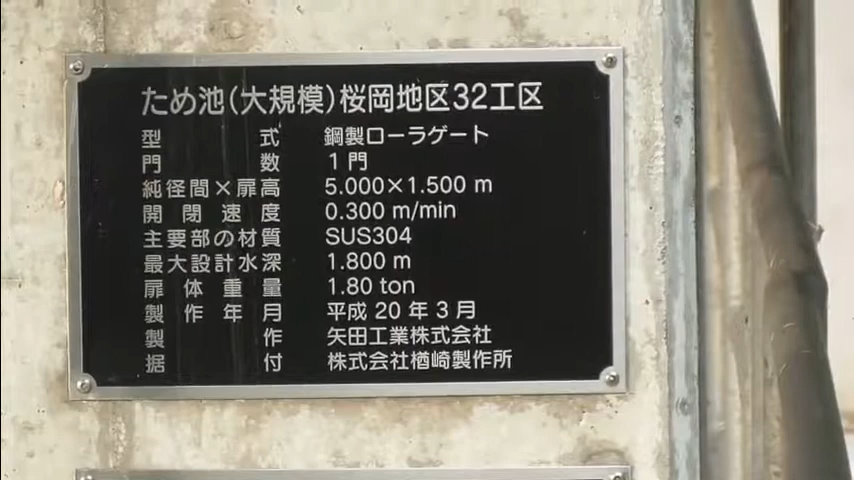 ため池(大規模)桜岡地区32工区
型式 鋼製ローラゲート
門数 1門
純径間×扉高 5.000×1.500 m
開閉速度 0.300 m/min
主要部の材質 SUS304
最大設計水深 1.800 m
扉体重量 1.80 ton
製作年月 平成20年3月
製作 矢田工業株式会社
据付 株式会社楢崎製作所